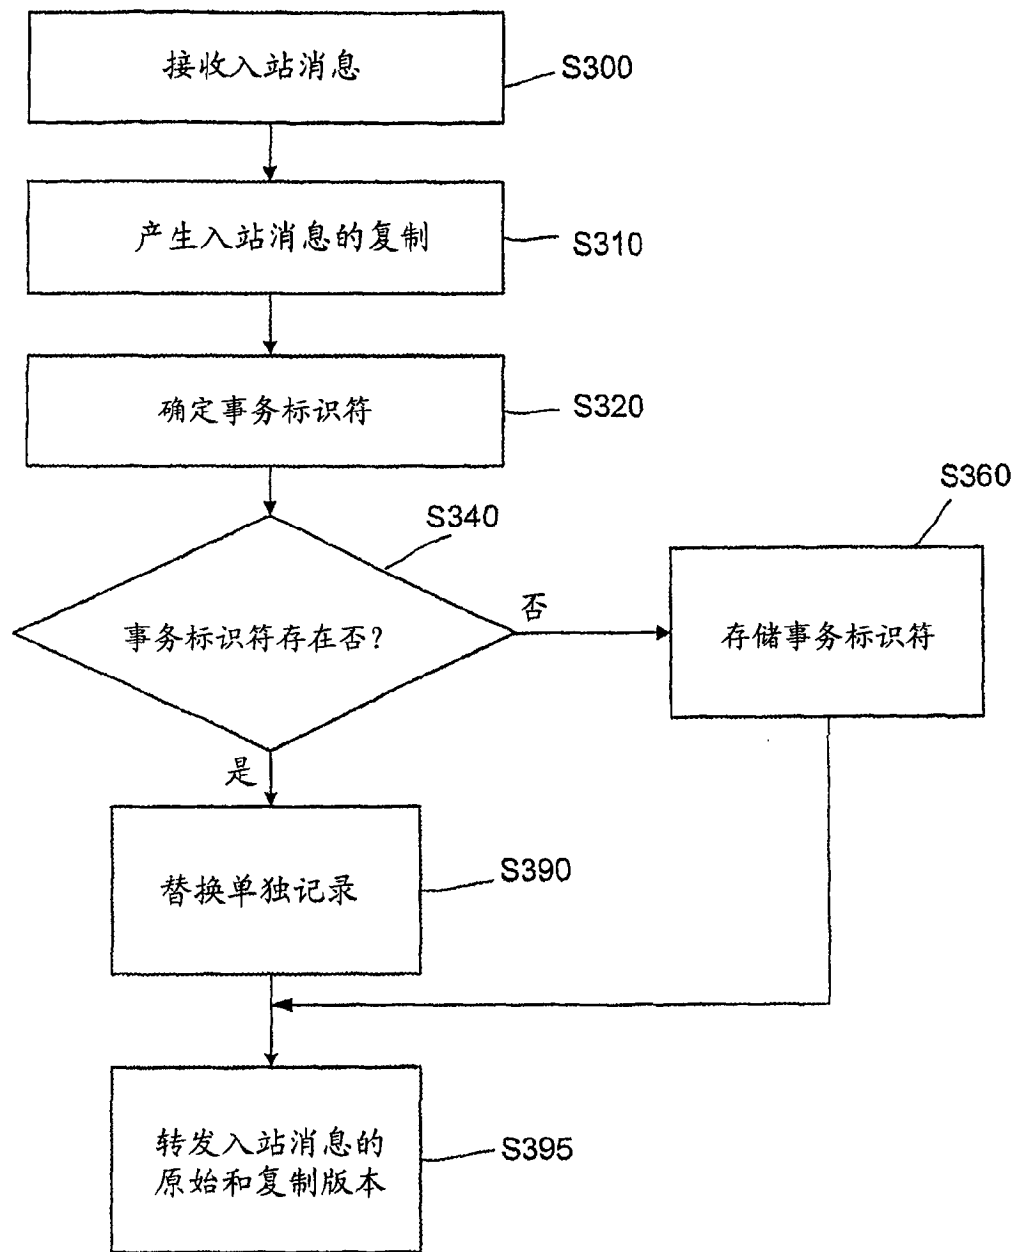 接收入站消息
S300
产生入站消息的复制
S310
确定事务标识符
S320
S340
S360
事务标识符存在否?
否
存储事务标识符
是
替换单独记录
S390
转发入站消息的
原始和复制版本
S395